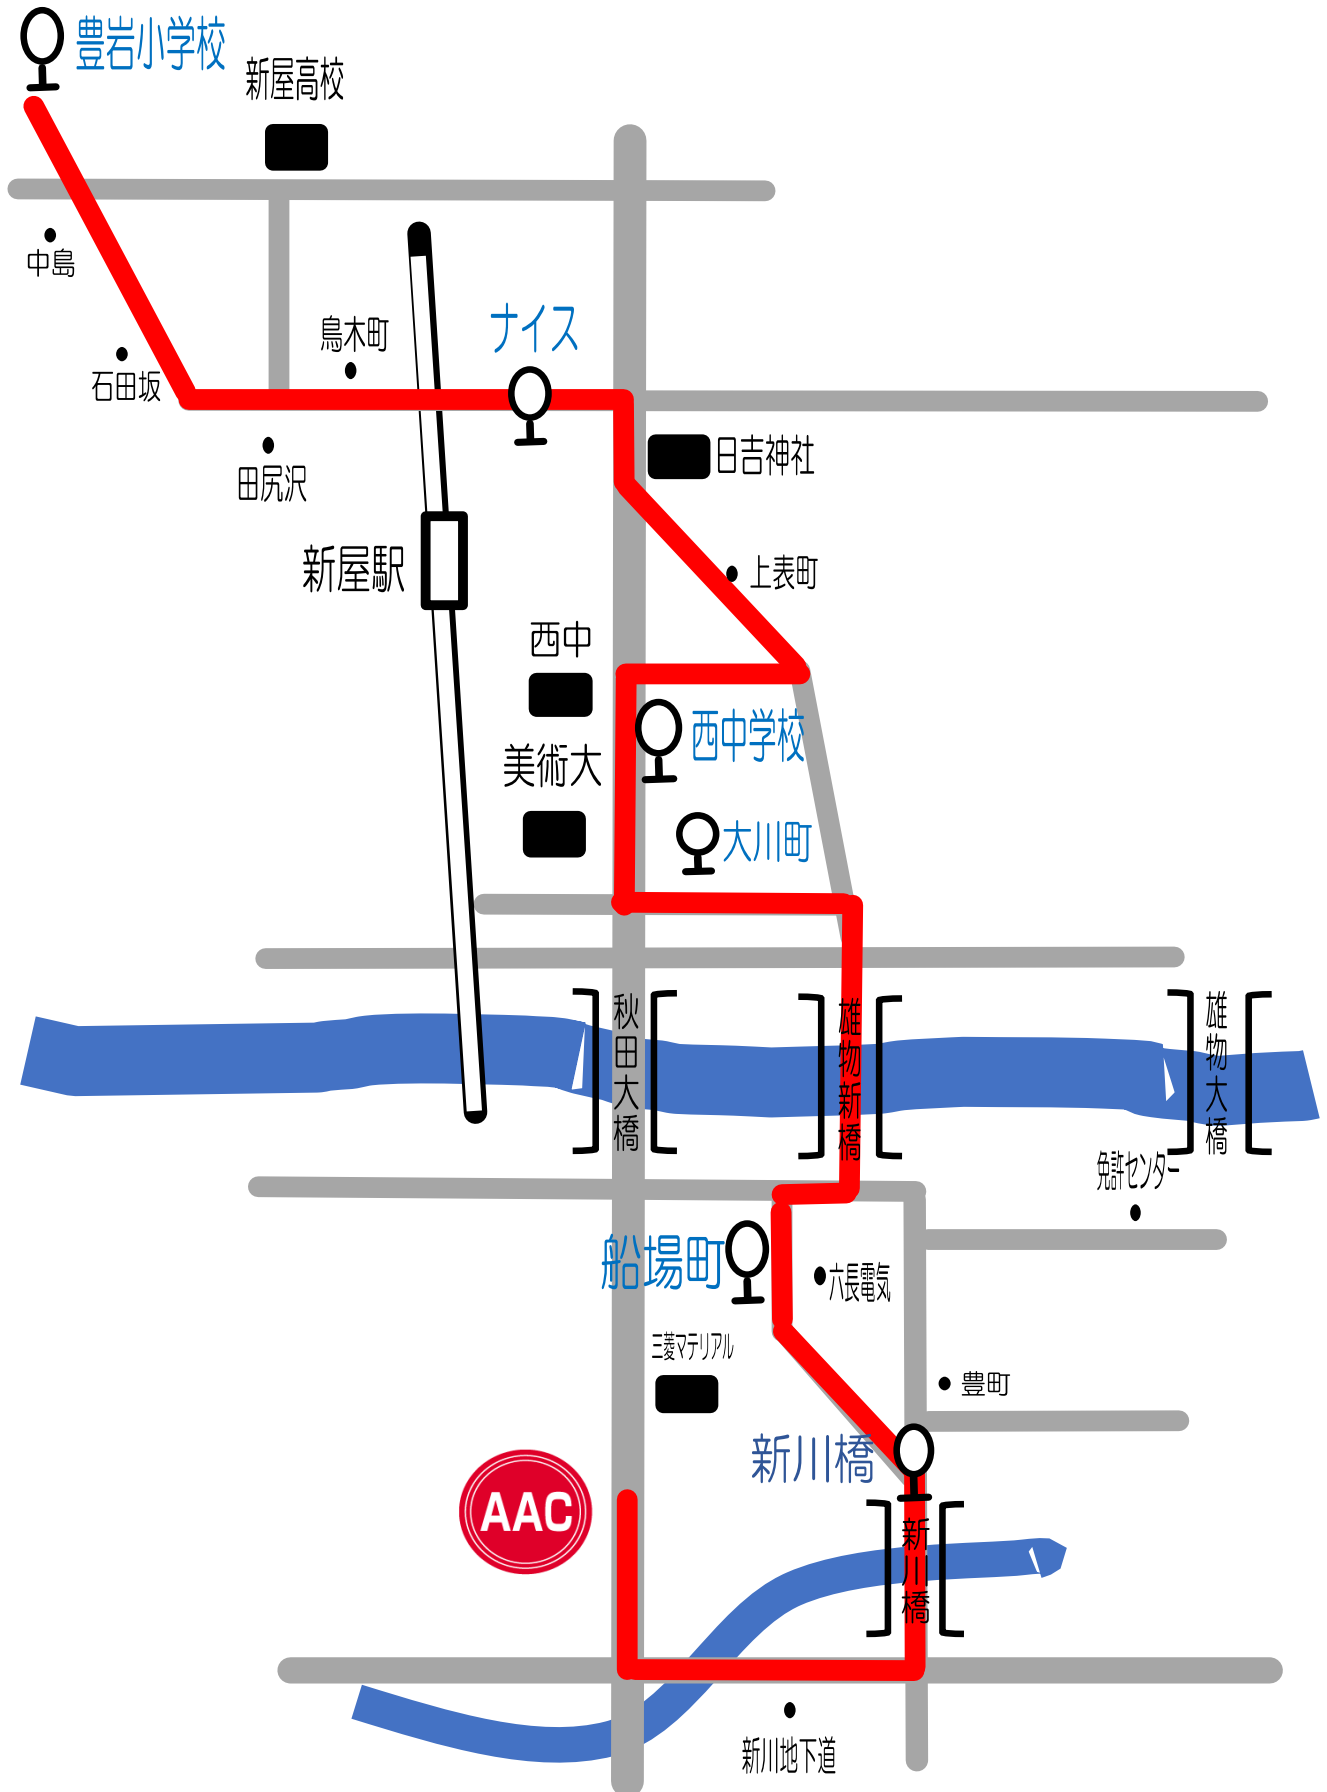 豊岩小学校
新屋高校
中島
鳥木町
ナイス
石田坂
日吉神社
田尻沢
新屋駅
上表町
西中
西中学校
美術大
大川町
秋田大橋
雄物新橋
雄物大橋
免許センター
船場町
六長電気
三菱マテリアル
豊町
新川橋
AAC
新川橋
新川地下道